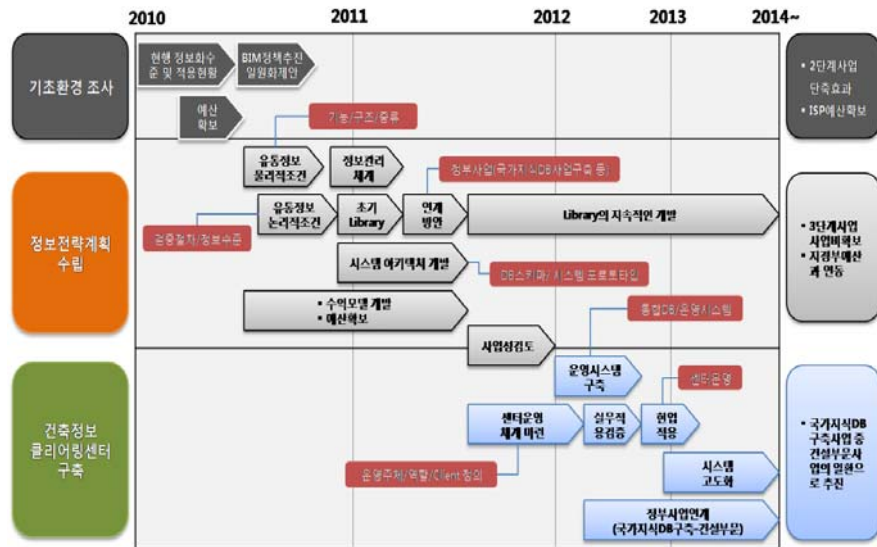 2010
2011
2012
2013
2014~
기초환경 조사
현행 정보화수
준 및 적용현황
BIM정책추진
일원화제안
예산
확보
기능/구조/종류
• 2단계사업
단축효과
• ISP예산확보
정보전략계획
수립
유통정보
물리적조건
정보관리
체계
정부사업(국가지식DB사업구축 등)
유통정보
논리적조건
초기
Library
연계
방안
Library의 지속적인 개발
검증절차/정보수준
시스템 아키텍처 개발
DB스키마/ 시스템 프로토타입
• 수익모델 개발
• 예산확보
통합DB/운영시스템
사업성검토
• 3단계사업
사업비확보
• 지경부예산
과 연동
건축정보
클리어링센터
구축
운영시스템
구축
센터운영
센터운영
체계 마련
실무적
용검증
현업
적용
운영주체/역할/Client 정의
시스템
고도화
정부사업연계
(국가지식DB구축-건설부문)
• 국가지식DB
구축사업 중
건설부문사
업의 일환으
로 추진